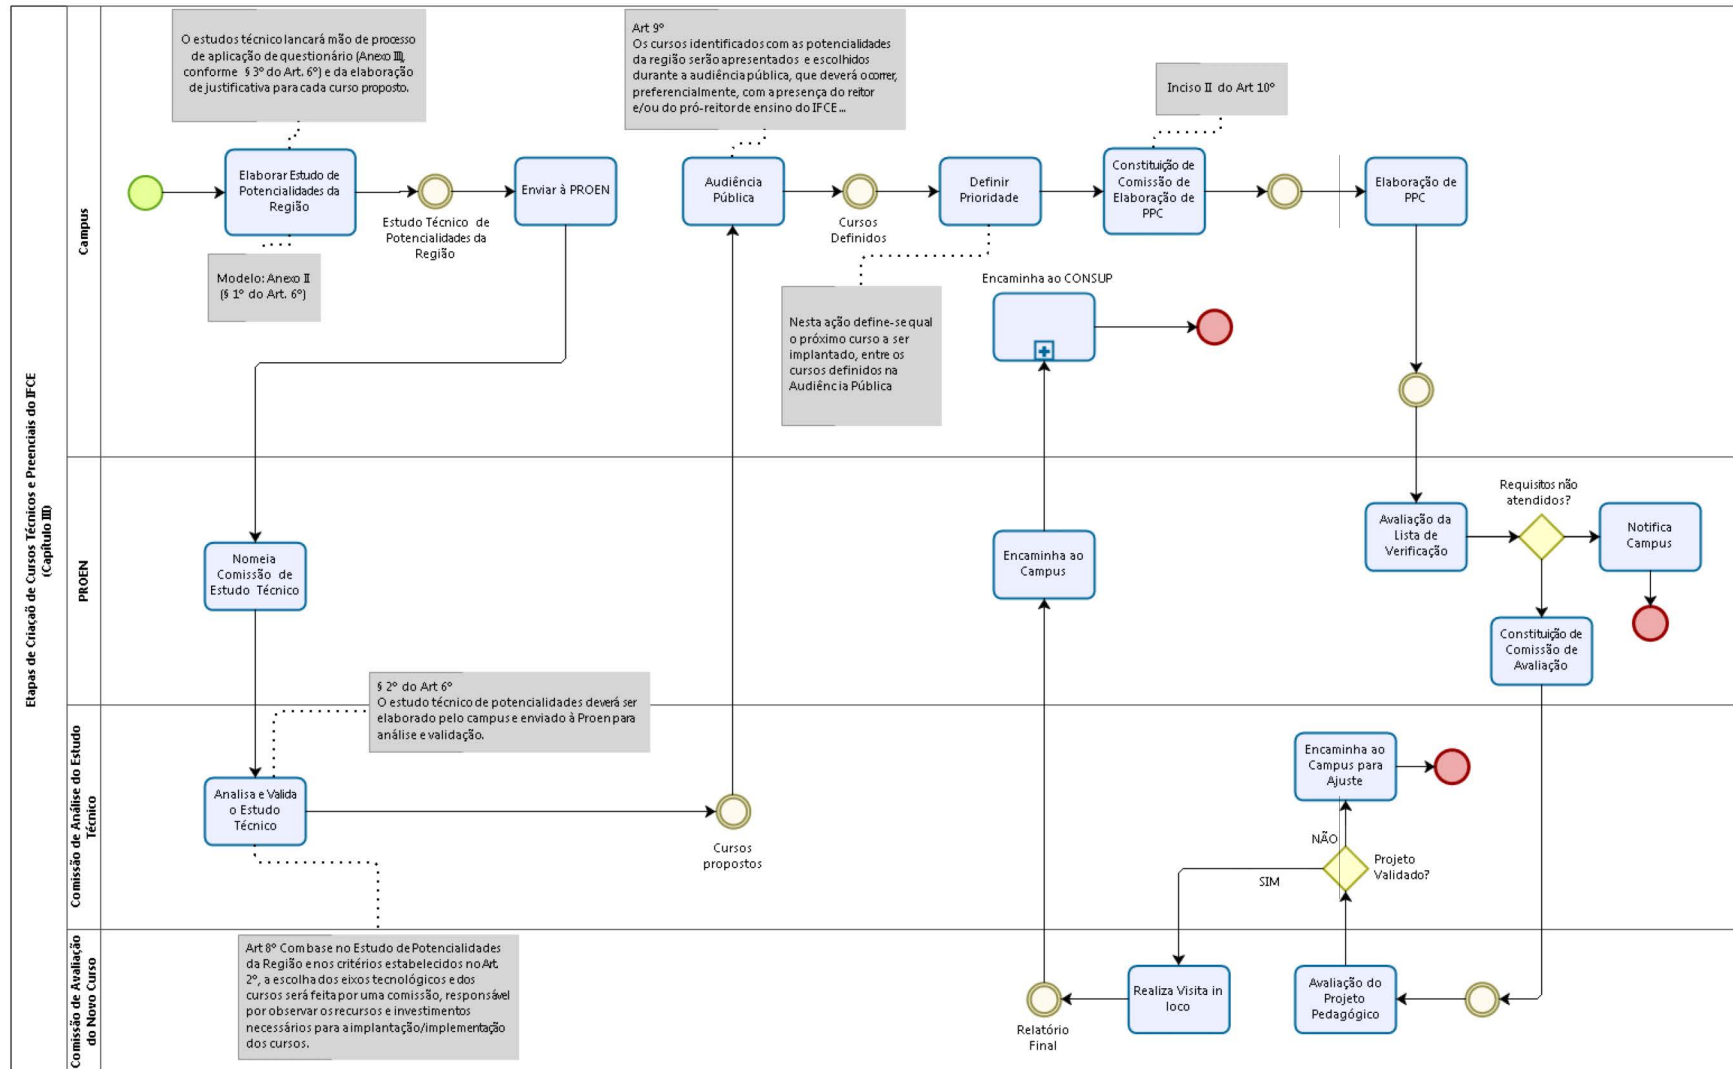 Etapas de Criação de Cursos Técnicos e Preenciais do IFCE
(Capítulo III)
Campus
O estudos técnico lancará mão de processo
de aplicação de questionário (Anexo III,
conforme § 3º do Art. 6º) e da elaboração
de justificativa para cada curso proposto.
Elaborar Estudo de
Potencialidades da
Região
Modelo: Anexo II
(§ 1º do Art. 6º)
Estudo Técnico de
Potencialidades da
Região
Enviar à PROEN
Art 9º
Os cursos identificados com as potencialidades
da região serão apresentados e escolhidos
durante a audiência pública, que deverá ocorrer,
preferencialmente, com a presença do reitor
e/ou do pró-reitor de ensino do IFCE...
Audiência
Pública
Cursos
Definidos
Definir
Prioridade
Nesta ação define-se qual
o próximo curso a ser
implantado, entre os
cursos definidos na
Audiência Pública
Inciso II do Art 10º
Constituição de
Comissão de
Elaboração de
PPC
Elaboração de
PPC
Encaminha ao CONSUP
PROEN
Nomeia
Comissão de
Estudo Técnico
Encaminha ao
Campus
Avaliação da
Lista de
Verificação
Requisitos não
atendidos?
Notifica
Campus
Constituição de
Comissão de
Avaliação
Comissão de Análise do Estudo
Técnico
§ 2º do Art 6º
O estudo técnico de potencialidades deverá ser
elaborado pelo campus e enviado à Proen para
análise e validação.
Analisa e Valida
o Estudo
Técnico
Cursos
propostos
Encaminha ao
Campus para
Ajuste
NÃO
SIM
Projeto
Validado?
Comissão de Avaliação
do Novo Curso
Art 8º Com base no Estudo de Potencialidades
da Região e nos critérios estabelecidos no Art.
2º, a escolha dos eixos tecnológicos e dos
cursos será feita por uma comissão, responsável
por observar os recursos e investimentos
necessários para a implantação/implementação
dos cursos.
Relatório
Final
Realiza Visita in
loco
Avaliação do
Projeto
Pedagógico